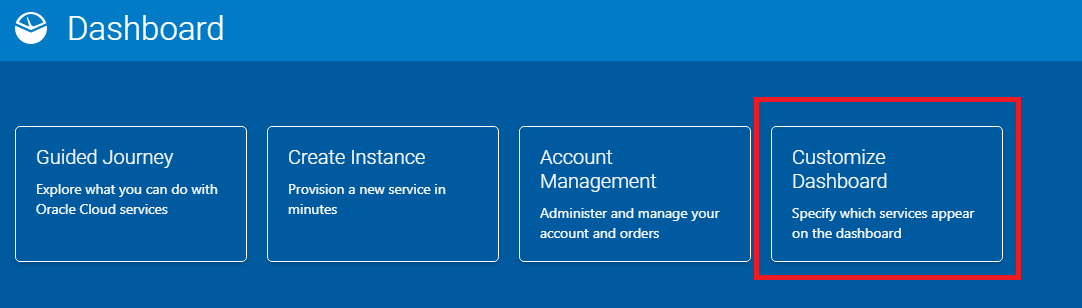 Dashboard
Guided Journey
Explore what you can do with
Oracle Cloud services
Create Instance
Provision a new service in
minutes
Account
Management
Administer and manage your
account and orders
Customize
Dashboard
Specify which services appear
on the dashboard